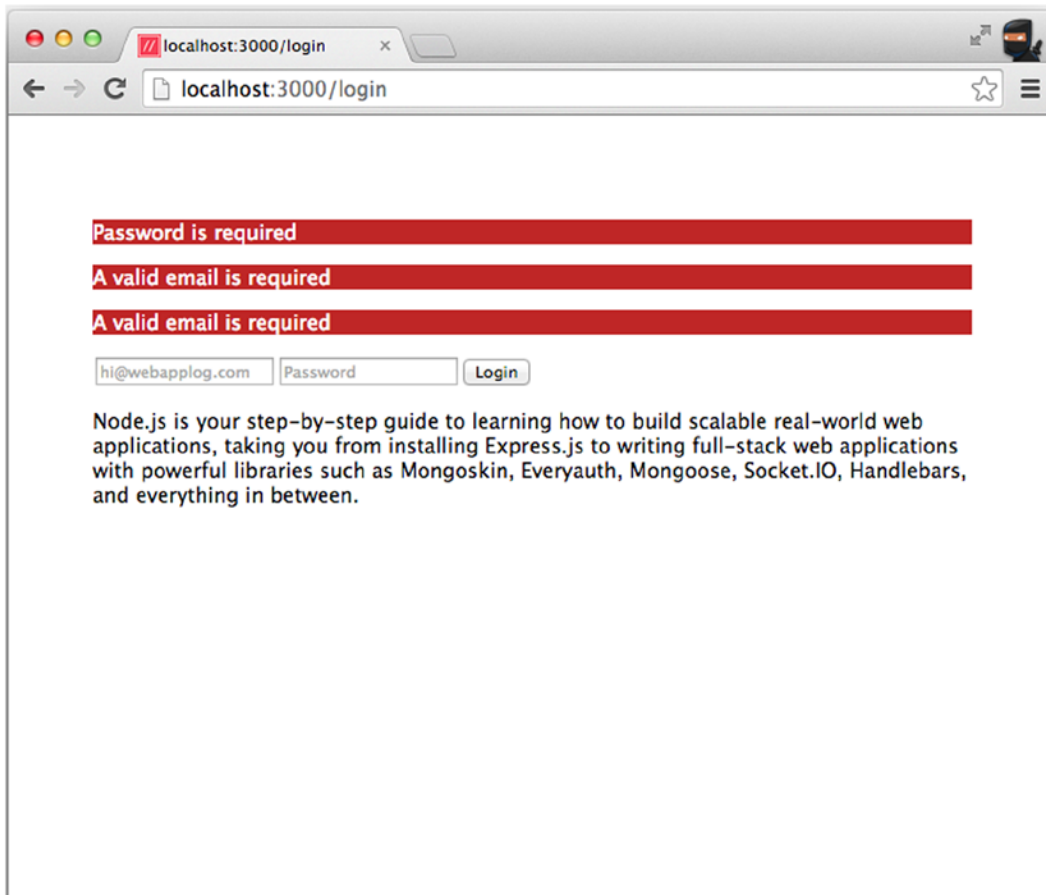 localhost:3000/login
localhost:3000/login
Password is required
A valid email is required
A valid email is required
hi@webapplog.com Password Login
Node.js is your step-by-step guide to learning how to build scalable real-world web
applications, taking you from installing Express.js to writing full-stack web applications
with powerful libraries such as Mongoskin, Everyauth, Mongoose, Socket.IO, Handlebars,
and everything in between.